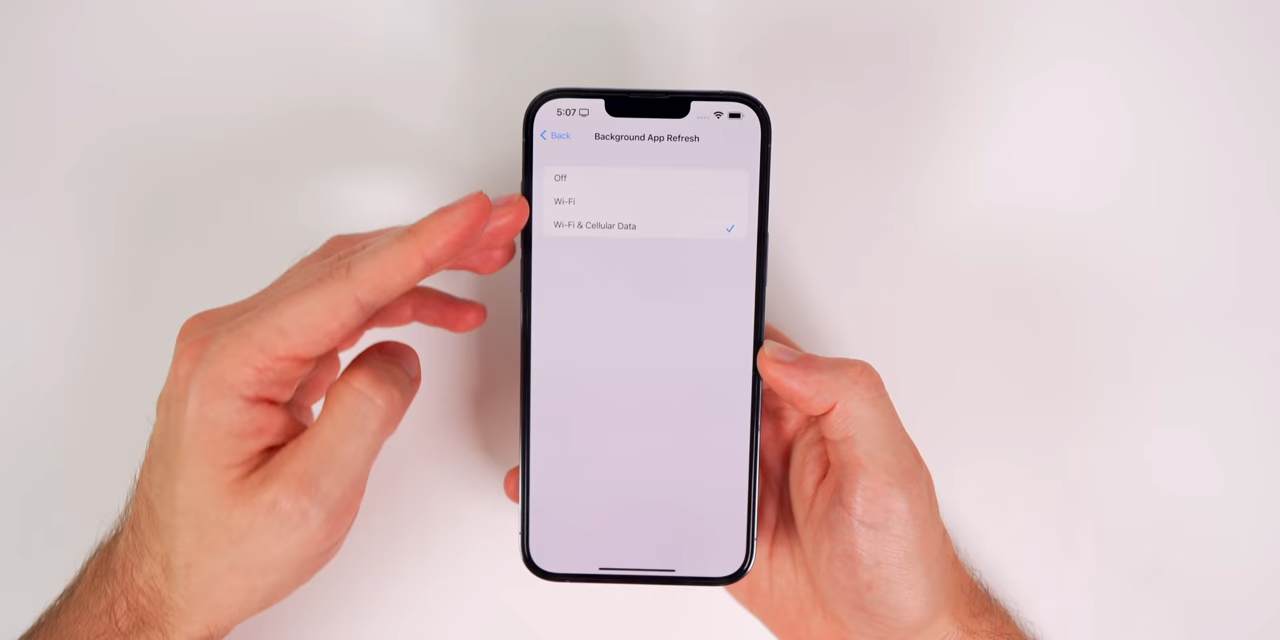 5:07
Back
Background App Refresh
Off
Wi-Fi
Wi-Fi & Cellular Data